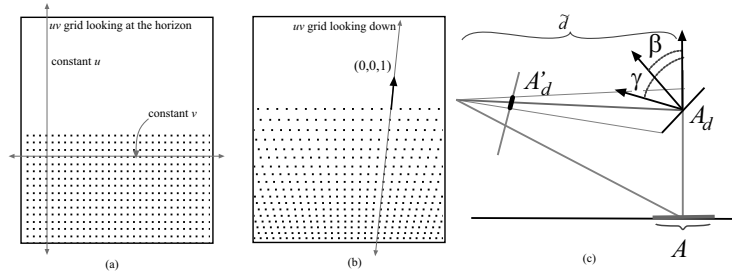 uv grid looking at the horizon
constant u
constant v
(a)
uv grid looking down
(0,0,1)
(b)
d̃
β
γ
A'd
Ad
A
(c)